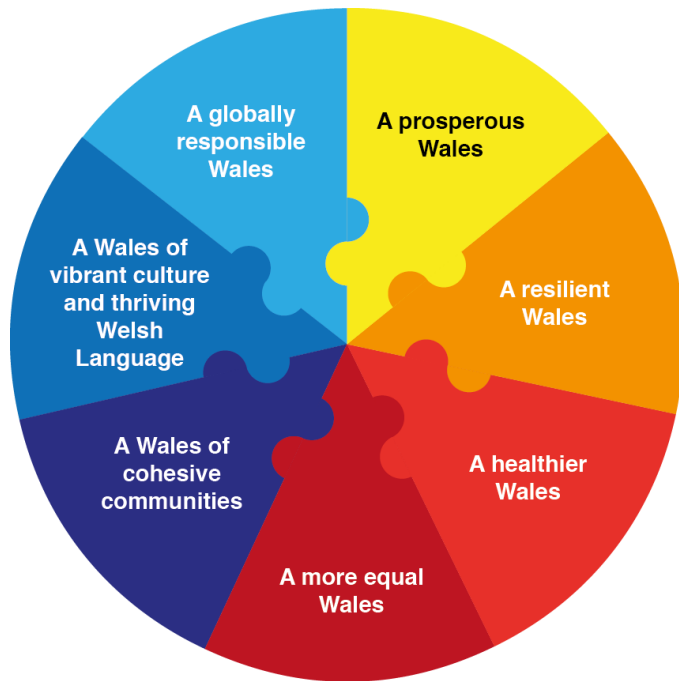 A prosperous
Wales
A resilient
Wales
A healthier
Wales
A more equal
Wales
A Wales of
cohesive
communities
A Wales of
vibrant culture
and thriving
Welsh
Language
A globally
responsible
Wales